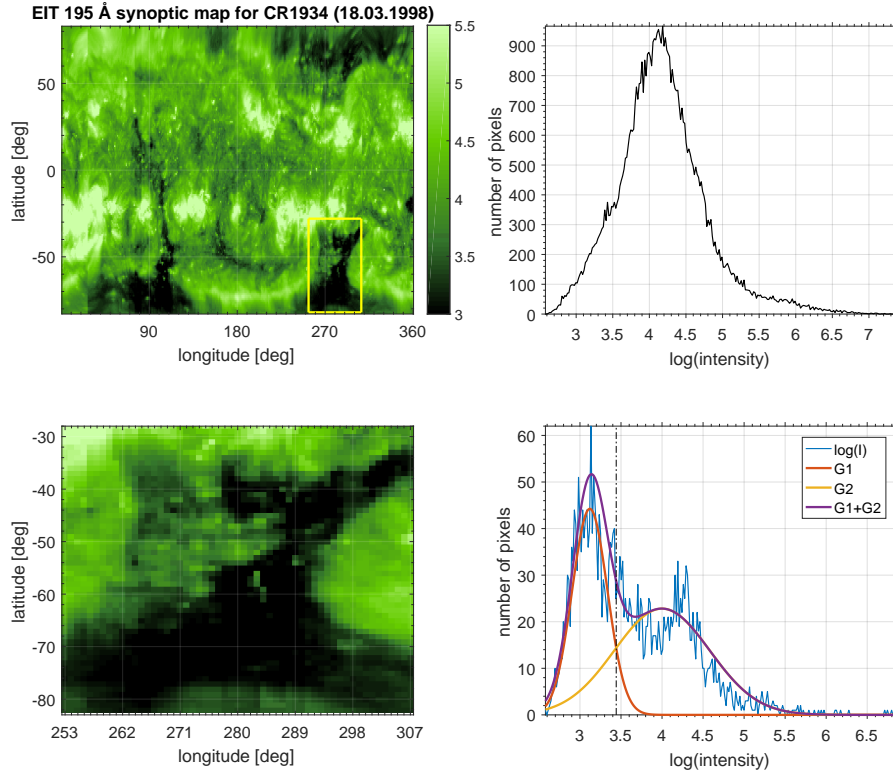 EIT 195 Å synoptic map for CR1934 (18.03.1998)
latitude [deg]
50
0
-50
90 180 270 360
longitude [deg]
5.5
5
4.5
4
3.5
3
number of pixels
900
800
700
600
500
400
300
200
100
0
3 3.5 4 4.5 5 5.5 6 6.5 7
log(intensity)
latitude [deg]
-30
-40
-50
-60
-70
-80
253 262 271 280 289 298 307
longitude [deg]
number of pixels
60
50
40
30
20
10
0
3 3.5 4 4.5 5 5.5 6 6.5
log(intensity)
log(I)
G1
G2
G1+G2